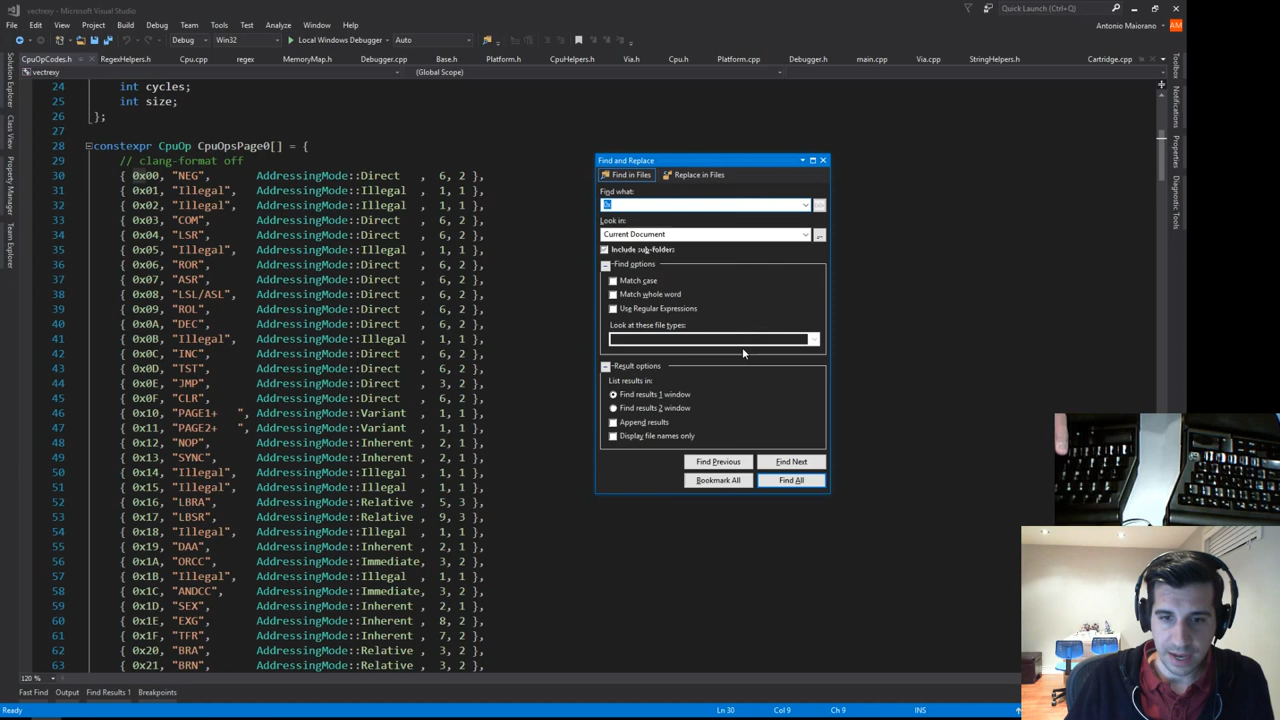 vectrexy - Microsoft Visual Studio
Quick Launch (Ctrl+Q)
File Edit View Project Build Debug Team Tools Test Analyze Window Help
Antonio Maiorano AM
Debug Win32 Local Windows Debugger Auto
CpuOpCodes.h RegexHelpers.h Cpu.cpp regex MemoryMap.h Debugger.cpp Base.h Platform.h CpuHelpers.h Via.h Cpu.h Platform.cpp Debugger.h main.cpp Via.cpp StringHelpers.h Cartridge.cpp
vectrexy (Global Scope)
Solution Explorer
Class View
Property Manager
Team Explorer
24 int cycles;
25 int size;
26 };
27
28 constexpr CpuOp CpuOpsPage0[] = {
29 // clang-format off
30 { 0x00, "NEG", AddressingMode::Direct , 6, 2 },
31 { 0x01, "Illegal", AddressingMode::Illegal , 1, 1 },
32 { 0x02, "Illegal", AddressingMode::Illegal , 1, 1 },
33 { 0x03, "COM", AddressingMode::Direct , 6, 2 },
34 { 0x04, "LSR", AddressingMode::Direct , 6, 2 },
35 { 0x05, "Illegal", AddressingMode::Illegal , 1, 1 },
36 { 0x06, "ROR", AddressingMode::Direct , 6, 2 },
37 { 0x07, "ASR", AddressingMode::Direct , 6, 2 },
38 { 0x08, "LSL/ASL", AddressingMode::Direct , 6, 2 },
39 { 0x09, "ROL", AddressingMode::Direct , 6, 2 },
40 { 0x0A, "DEC", AddressingMode::Direct , 6, 2 },
41 { 0x0B, "Illegal", AddressingMode::Illegal , 1, 1 },
42 { 0x0C, "INC", AddressingMode::Direct , 6, 2 },
43 { 0x0D, "TST", AddressingMode::Direct , 6, 2 },
44 { 0x0E, "JMP", AddressingMode::Direct , 3, 2 },
45 { 0x0F, "CLR", AddressingMode::Direct , 6, 2 },
46 { 0x10, "PAGE1+ ", AddressingMode::Variant , 1, 1 },
47 { 0x11, "PAGE2+ ", AddressingMode::Variant , 1, 1 },
48 { 0x12, "NOP", AddressingMode::Inherent , 2, 1 },
49 { 0x13, "SYNC", AddressingMode::Inherent , 2, 1 },
50 { 0x14, "Illegal", AddressingMode::Illegal , 1, 1 },
51 { 0x15, "Illegal", AddressingMode::Illegal , 1, 1 },
52 { 0x16, "LBRA", AddressingMode::Relative , 5, 3 },
53 { 0x17, "LBSR", AddressingMode::Relative , 9, 3 },
54 { 0x18, "Illegal", AddressingMode::Illegal , 1, 1 },
55 { 0x19, "DAA", AddressingMode::Inherent , 2, 1 },
56 { 0x1A, "ORCC", AddressingMode::Immediate, 3, 2 },
57 { 0x1B, "Illegal", AddressingMode::Illegal , 1, 1 },
58 { 0x1C, "ANDCC", AddressingMode::Immediate, 3, 2 },
59 { 0x1D, "SEX", AddressingMode::Inherent , 2, 1 },
60 { 0x1E, "EXG", AddressingMode::Inherent , 8, 2 },
61 { 0x1F, "TFR", AddressingMode::Inherent , 7, 2 },
62 { 0x20, "BRA", AddressingMode::Relative , 3, 2 },
63 { 0x21, "BRN", AddressingMode::Relative , 3, 2 },
Find and Replace
Find in Files Replace in Files
Find what:
0x
Look in:
Current Document
Include sub-folders
Find options
Match case
Match whole word
Use Regular Expressions
Look at these file types:
Result options
List results in:
Find results 1 window
Find results 2 window
Append results
Display file names only
Find Previous Find Next
Bookmark All Find All
Toolbox
Notifications
Properties
Diagnostic Tools
120 %
Fast Find Output Find Results 1 Breakpoints
Ready Ln 30 Col 9 Ch 9 INS